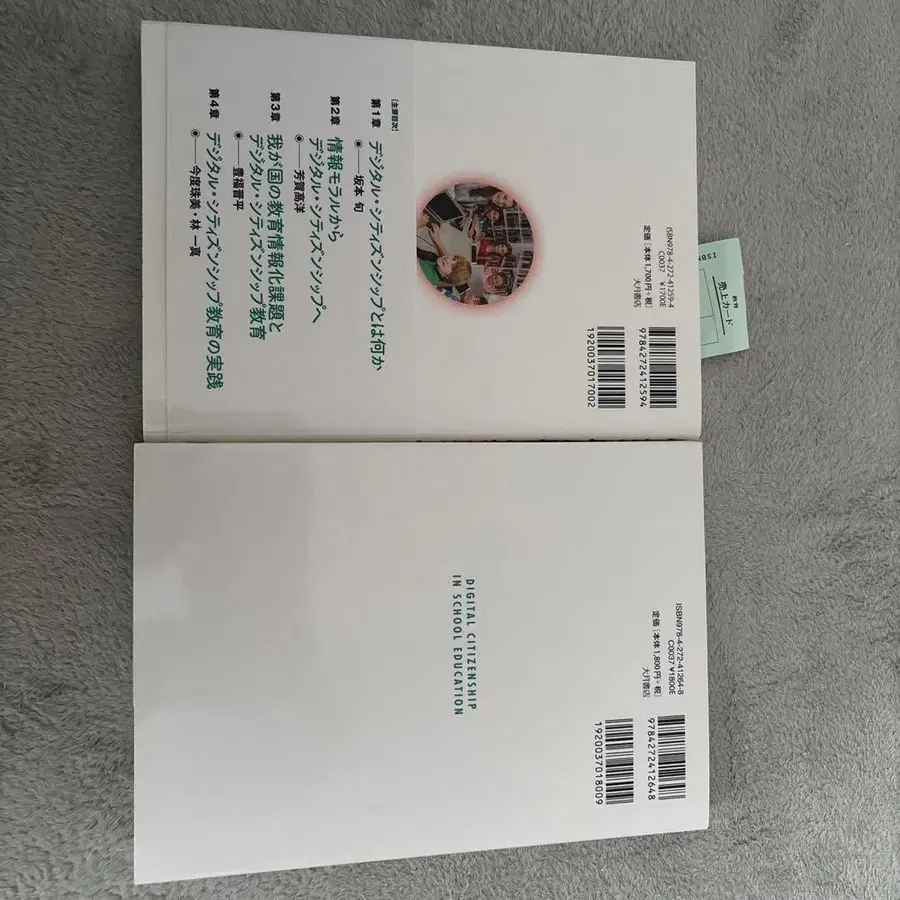 [主要目次]
第1章 デジタル・シティズンシップとは何か
◉——坂本 旬
第2章 情報モラルから
デジタル・シティズンシップへ
◉——芳賀高洋
第3章 我が国の教育情報化課題と
デジタル・シティズンシップ教育
◉——豊福晋平
第4章 デジタル・シティズンシップ教育の実践
◉——今度珠美・林 一真
ISBN978-4-272-41259-4
C0037 ¥1700E
定価[本体1,700円+税]
大月書店
9784272412594
1920037017002
教育
売上カード
ISBN
DIGITAL CITIZENSHIP
IN SCHOOL EDUCATION
ISBN978-4-272-41264-8
C0037 ¥1800E
定価[本体1,800円+税]
大月書店
9784272412648
1920037018009